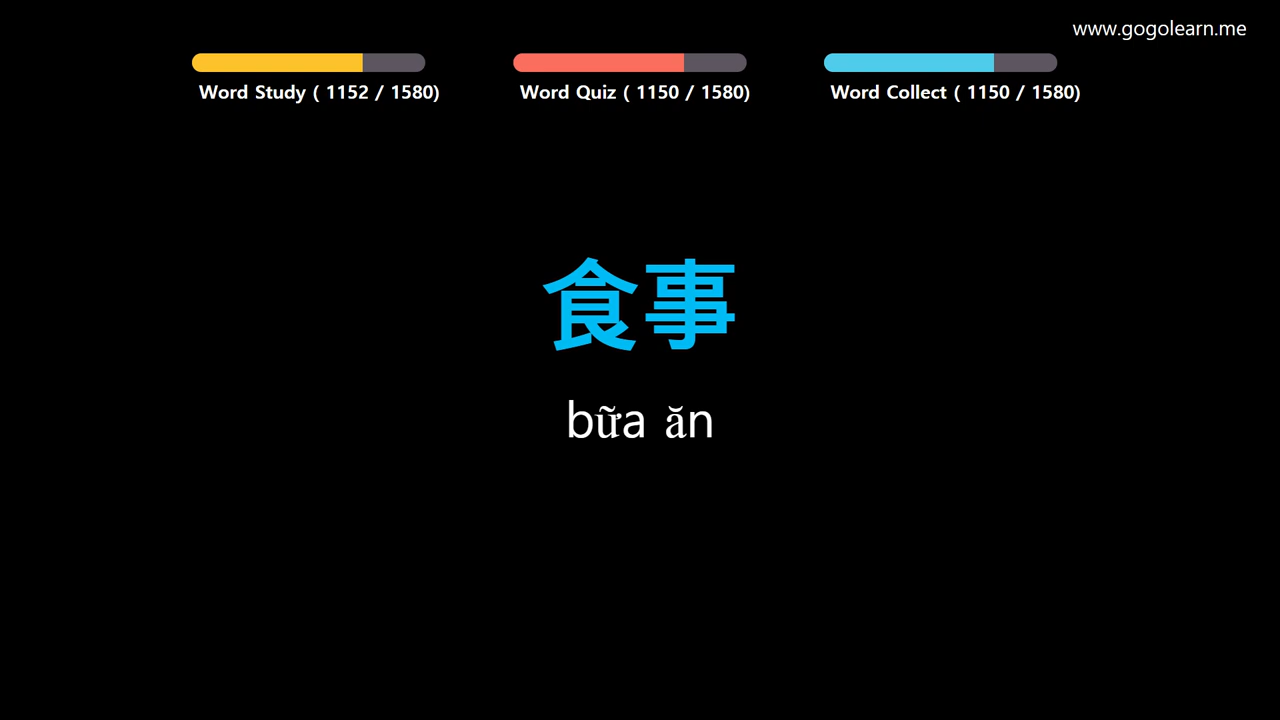 www.gogolearn.me
Word Study ( 1152 / 1580)
Word Quiz ( 1150 / 1580)
Word Collect ( 1150 / 1580)
食事
bữa ăn